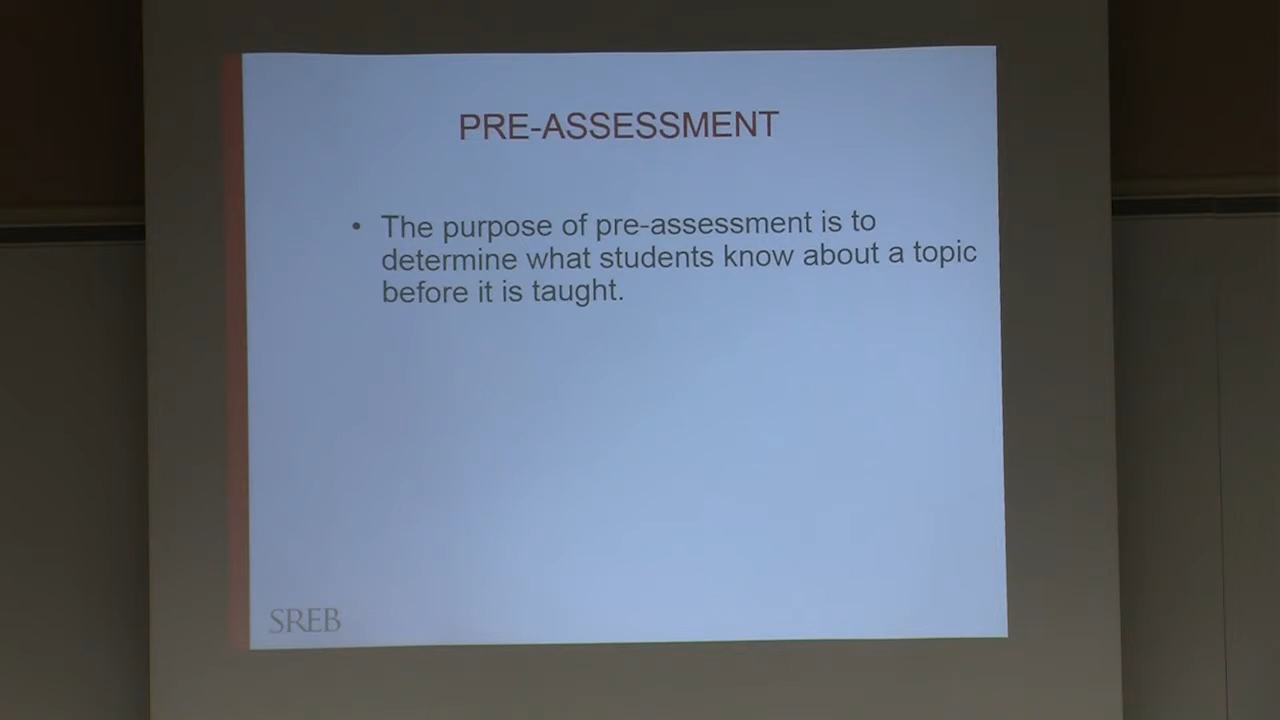 PRE-ASSESSMENT
• The purpose of pre-assessment is to
determine what students know about a topic
before it is taught.
SREB